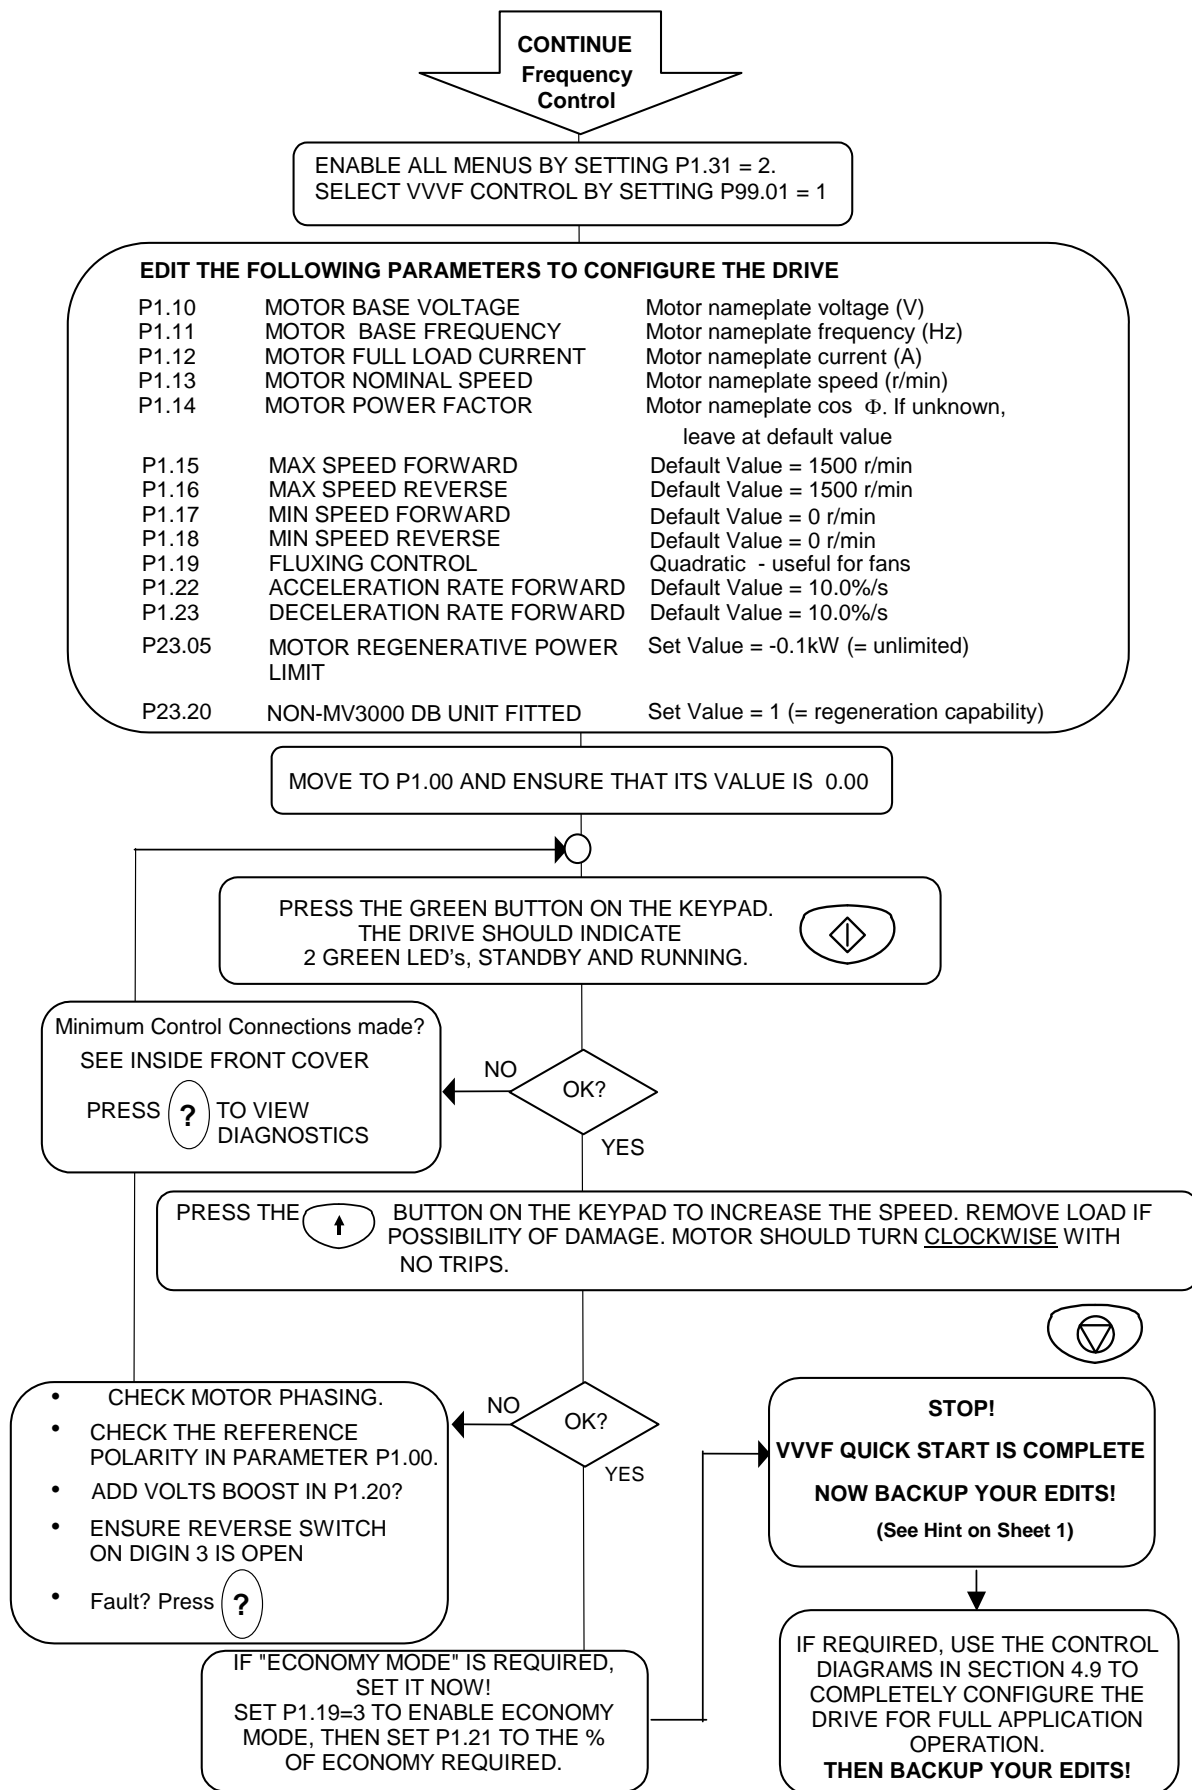 CONTINUE
Frequency
Control
ENABLE ALL MENUS BY SETTING P1.31 = 2.
SELECT VVVF CONTROL BY SETTING P99.01 = 1
EDIT THE FOLLOWING PARAMETERS TO CONFIGURE THE DRIVE
P1.10 MOTOR BASE VOLTAGE Motor nameplate voltage (V)
P1.11 MOTOR BASE FREQUENCY Motor nameplate frequency (Hz)
P1.12 MOTOR FULL LOAD CURRENT Motor nameplate current (A)
P1.13 MOTOR NOMINAL SPEED Motor nameplate speed (r/min)
P1.14 MOTOR POWER FACTOR Motor nameplate cos Φ. If unknown,
leave at default value
P1.15 MAX SPEED FORWARD Default Value = 1500 r/min
P1.16 MAX SPEED REVERSE Default Value = 1500 r/min
P1.17 MIN SPEED FORWARD Default Value = 0 r/min
P1.18 MIN SPEED REVERSE Default Value = 0 r/min
P1.19 FLUXING CONTROL Quadratic - useful for fans
P1.22 ACCELERATION RATE FORWARD Default Value = 10.0%/s
P1.23 DECELERATION RATE FORWARD Default Value = 10.0%/s
P23.05 MOTOR REGENERATIVE POWER Set Value = -0.1kW (= unlimited)
LIMIT
P23.20 NON-MV3000 DB UNIT FITTED Set Value = 1 (= regeneration capability)
MOVE TO P1.00 AND ENSURE THAT ITS VALUE IS 0.00
PRESS THE GREEN BUTTON ON THE KEYPAD.
THE DRIVE SHOULD INDICATE
2 GREEN LED's, STANDBY AND RUNNING.
Minimum Control Connections made?
SEE INSIDE FRONT COVER
PRESS ? TO VIEW
DIAGNOSTICS
NO
OK?
YES
PRESS THE BUTTON ON THE KEYPAD TO INCREASE THE SPEED. REMOVE LOAD IF
POSSIBILITY OF DAMAGE. MOTOR SHOULD TURN CLOCKWISE WITH
NO TRIPS.
• CHECK MOTOR PHASING.
• CHECK THE REFERENCE
POLARITY IN PARAMETER P1.00.
• ADD VOLTS BOOST IN P1.20?
• ENSURE REVERSE SWITCH
ON DIGIN 3 IS OPEN
• Fault? Press ?
NO
OK?
YES
IF "ECONOMY MODE" IS REQUIRED,
SET IT NOW!
SET P1.19=3 TO ENABLE ECONOMY
MODE, THEN SET P1.21 TO THE %
OF ECONOMY REQUIRED.
STOP!
VVVF QUICK START IS COMPLETE
NOW BACKUP YOUR EDITS!
(See Hint on Sheet 1)
IF REQUIRED, USE THE CONTROL
DIAGRAMS IN SECTION 4.9 TO
COMPLETELY CONFIGURE THE
DRIVE FOR FULL APPLICATION
OPERATION.
THEN BACKUP YOUR EDITS!